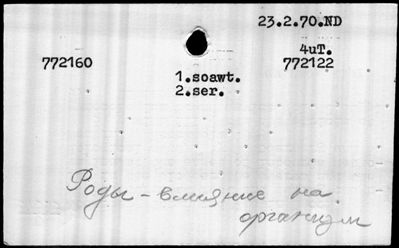 23.2.70.ND
4uT.
772160 772122
1.soawt.
2.ser.
Роды - влияние на
организм